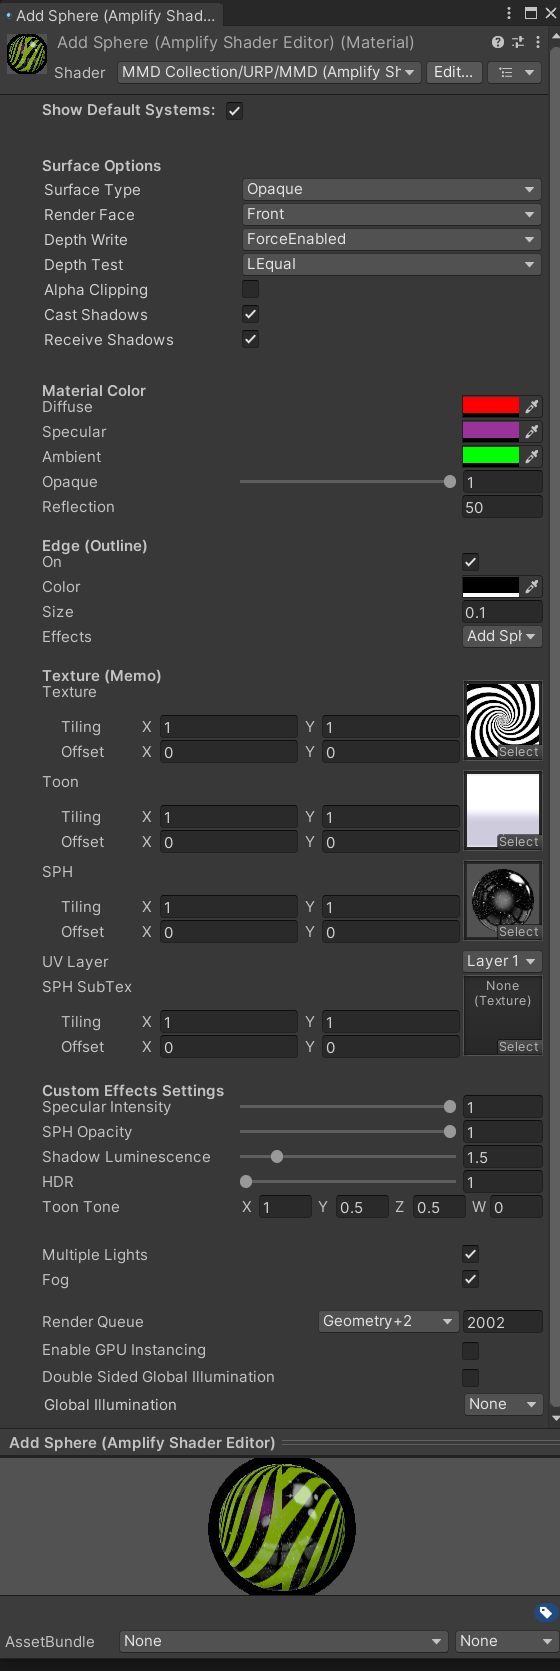 Add Sphere (Amplify Shad...
Add Sphere (Amplify Shader Editor) (Material)
Shader MMD Collection/URP/MMD (Amplify Sh Edit...
Show Default Systems:
Surface Options
Surface Type Opaque
Render Face Front
Depth Write ForceEnabled
Depth Test LEqual
Alpha Clipping
Cast Shadows
Receive Shadows
Material Color
Diffuse
Specular
Ambient
Opaque 1
Reflection 50
Edge (Outline)
On
Color
Size 0.1
Effects Add Sph
Texture (Memo)
Texture
Tiling X 1 Y 1
Offset X 0 Y 0 Select
Toon
Tiling X 1 Y 1
Offset X 0 Y 0 Select
SPH
Tiling X 1 Y 1
Offset X 0 Y 0 Select
UV Layer Layer 1
SPH SubTex None
(Texture)
Tiling X 1 Y 1
Offset X 0 Y 0 Select
Custom Effects Settings
Specular Intensity 1
SPH Opacity 1
Shadow Luminescence 1.5
HDR 1
Toon Tone X 1 Y 0.5 Z 0.5 W 0
Multiple Lights
Fog
Render Queue Geometry+2 2002
Enable GPU Instancing
Double Sided Global Illumination
Global Illumination None
Add Sphere (Amplify Shader Editor)
AssetBundle None None